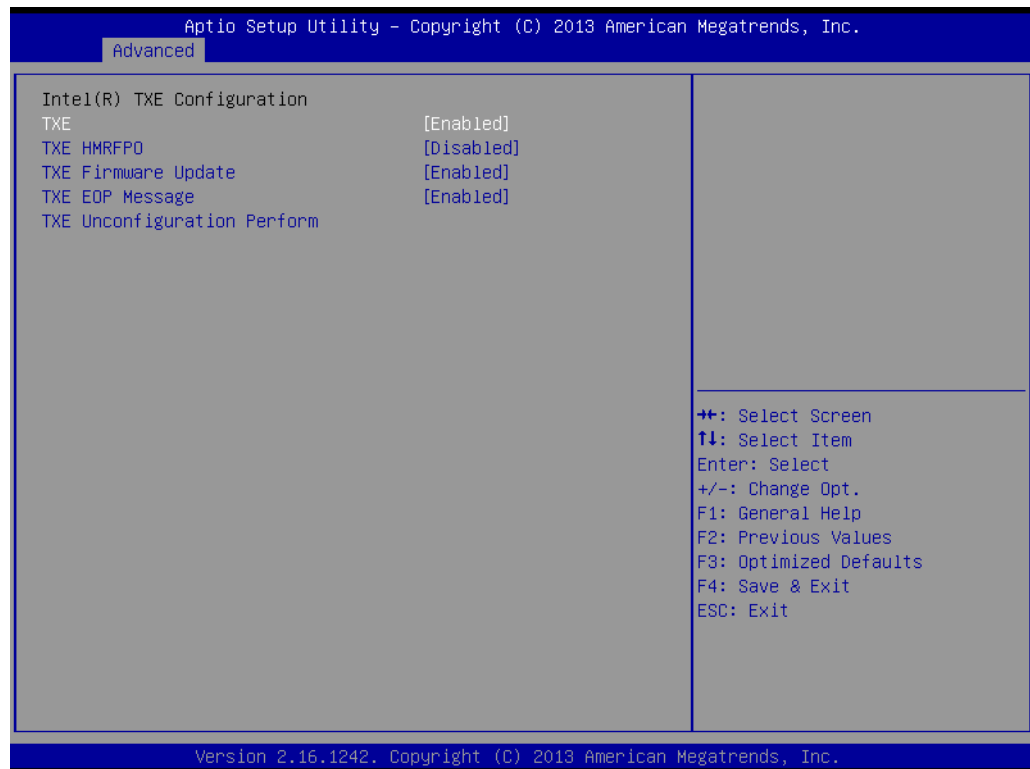 Aptio Setup Utility – Copyright (C) 2013 American Megatrends, Inc.
Advanced
Intel(R) TXE Configuration
TXE [Enabled]
TXE HMRFPO [Disabled]
TXE Firmware Update [Enabled]
TXE EOP Message [Enabled]
TXE Unconfiguration Perform
→←: Select Screen
↑↓: Select Item
Enter: Select
+/-: Change Opt.
F1: General Help
F2: Previous Values
F3: Optimized Defaults
F4: Save & Exit
ESC: Exit
Version 2.16.1242. Copyright (C) 2013 American Megatrends, Inc.